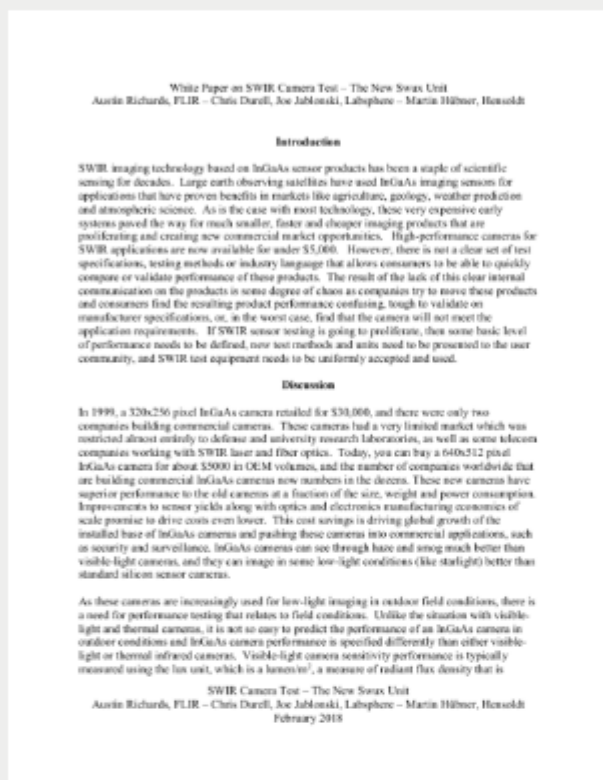 White Paper on SWIR Camera Test – The New Swux Unit
Austin Richards, FLIR – Chris Durell, Joe Jablonski, Labsphere – Martin Hübner, Hensoldt
Introduction
SWIR imaging technology based on InGaAs sensor products has been a staple of scientific
sensing for decades. Large earth observing satellites have used InGaAs imaging sensors for
applications that have proven benefits in markets like agriculture, geology, weather prediction
and atmospheric science. As is the case with most technology, these very expensive early
systems paved the way for much smaller, faster and cheaper imaging products that are
proliferating and creating new commercial market opportunities. High-performance cameras for
SWIR applications are now available for under $5,000. However, there is not a clear set of test
specifications, testing methods or industry language that allows consumers to be able to quickly
compare or validate performance of these products. The result of the lack of this clear internal
communication on the products is some degree of chaos as companies try to move these products
and consumers find the resulting product performance confusing, tough to validate on
manufacturer specifications, or, in the worst case, find that the camera will not meet the
application requirements. If SWIR sensor testing is going to proliferate, then some basic level
of performance needs to be defined, new test methods and units need to be presented to the user
community, and SWIR test equipment needs to be uniformly accepted and used.
Discussion
In 1999, a 320x256 pixel InGaAs camera retailed for $30,000, and there were only two
companies building commercial cameras. These cameras had a very limited market which was
restricted almost entirely to defense and university research laboratories, as well as some telecom
companies working with SWIR laser and fiber optics. Today, you can buy a 640x512 pixel
InGaAs camera for about $5000 in OEM volumes, and the number of companies worldwide that
are building commercial InGaAs cameras now numbers in the dozens. These new cameras have
superior performance to the old cameras at a fraction of the size, weight and power consumption.
Improvements to sensor yields along with optics and electronics manufacturing economies of
scale promise to drive costs even lower. This cost savings is driving global growth of the
installed base of InGaAs cameras and pushing these cameras into commercial applications, such
as security and surveillance. InGaAs cameras can see through haze and smog much better than
visible-light cameras, and they can image in some low-light conditions (like starlight) better than
standard silicon sensor cameras.
As these cameras are increasingly used for low-light imaging in outdoor field conditions, there is
a need for performance testing that relates to field conditions. Unlike the situation with visible-
light and thermal cameras, it is not so easy to predict the performance of an InGaAs camera in
outdoor conditions and InGaAs camera performance is specified differently than either visible-
light or thermal infrared cameras. Visible-light camera sensitivity performance is typically
measured using the lux unit, which is a lumen/m², a measure of radiant flux density that is
SWIR Camera Test – The New Swux Unit
Austin Richards, FLIR – Chris Durell, Joe Jablonski, Labsphere – Martin Hübner, Hensoldt
February 2018